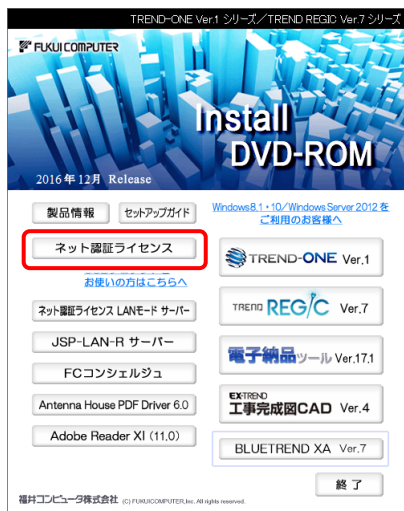 TREND-ONE Ver.1 シリーズ／TREND REGIC Ver.7 シリーズ
FUKUI COMPUTER
Install
DVD-ROM
2016年12月 Release
製品情報
セットアップガイド
Windows8.1・10/Windows Server 2012 を
ご利用のお客様へ
ネット認証ライセンス
お使いの方はこちらへ
TREND-ONE Ver.1
ネット認証ライセンス LANモード サーバー
TREND REGIC Ver.7
JSP-LAN-R サーバー
電子納品ツール Ver.17.1
FCコンシェルジュ
Antenna House PDF Driver 6.0
EX-TREND
工事完成図CAD Ver.4
Adobe Reader XI (11.0)
BLUETREND XA Ver.7
終了
福井コンピュータ株式会社 (C) FUKUICOMPUTER,Inc. All rights reserved.